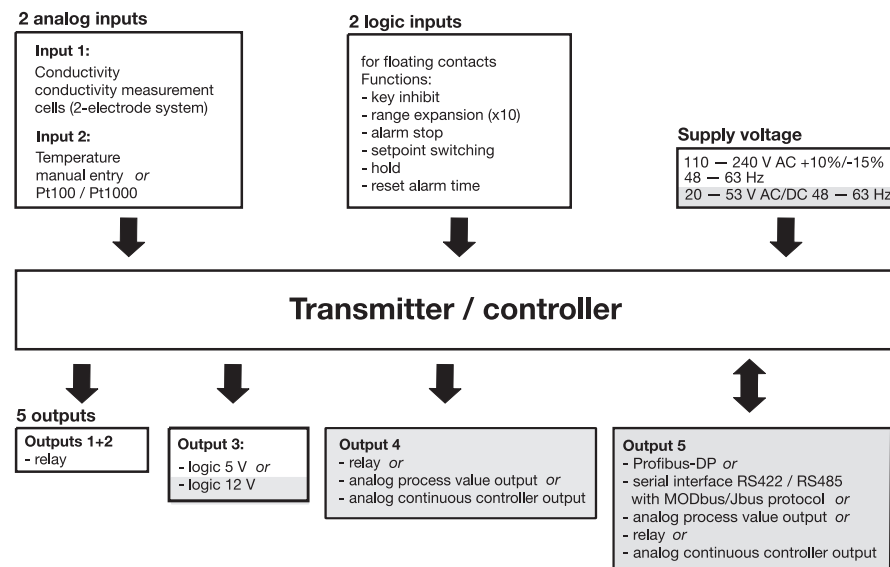 2 analog inputs
Input 1:
Conductivity
conductivity measurement
cells (2-electrode system)
Input 2:
Temperature
manual entry or
Pt100 / Pt1000
2 logic inputs
for floating contacts
Functions:
- key inhibit
- range expansion (x10)
- alarm stop
- setpoint switching
- hold
- reset alarm time
Supply voltage
110 — 240 V AC +10%/-15%
48 — 63 Hz
20 — 53 V AC/DC 48 — 63 Hz
Transmitter / controller
5 outputs
Outputs 1+2
- relay
Output 3:
- logic 5 V or
- logic 12 V
Output 4
- relay or
- analog process value output or
- analog continuous controller output
Output 5
- Profibus-DP or
- serial interface RS422 / RS485
with MODbus/Jbus protocol or
- analog process value output or
- relay or
- analog continuous controller output